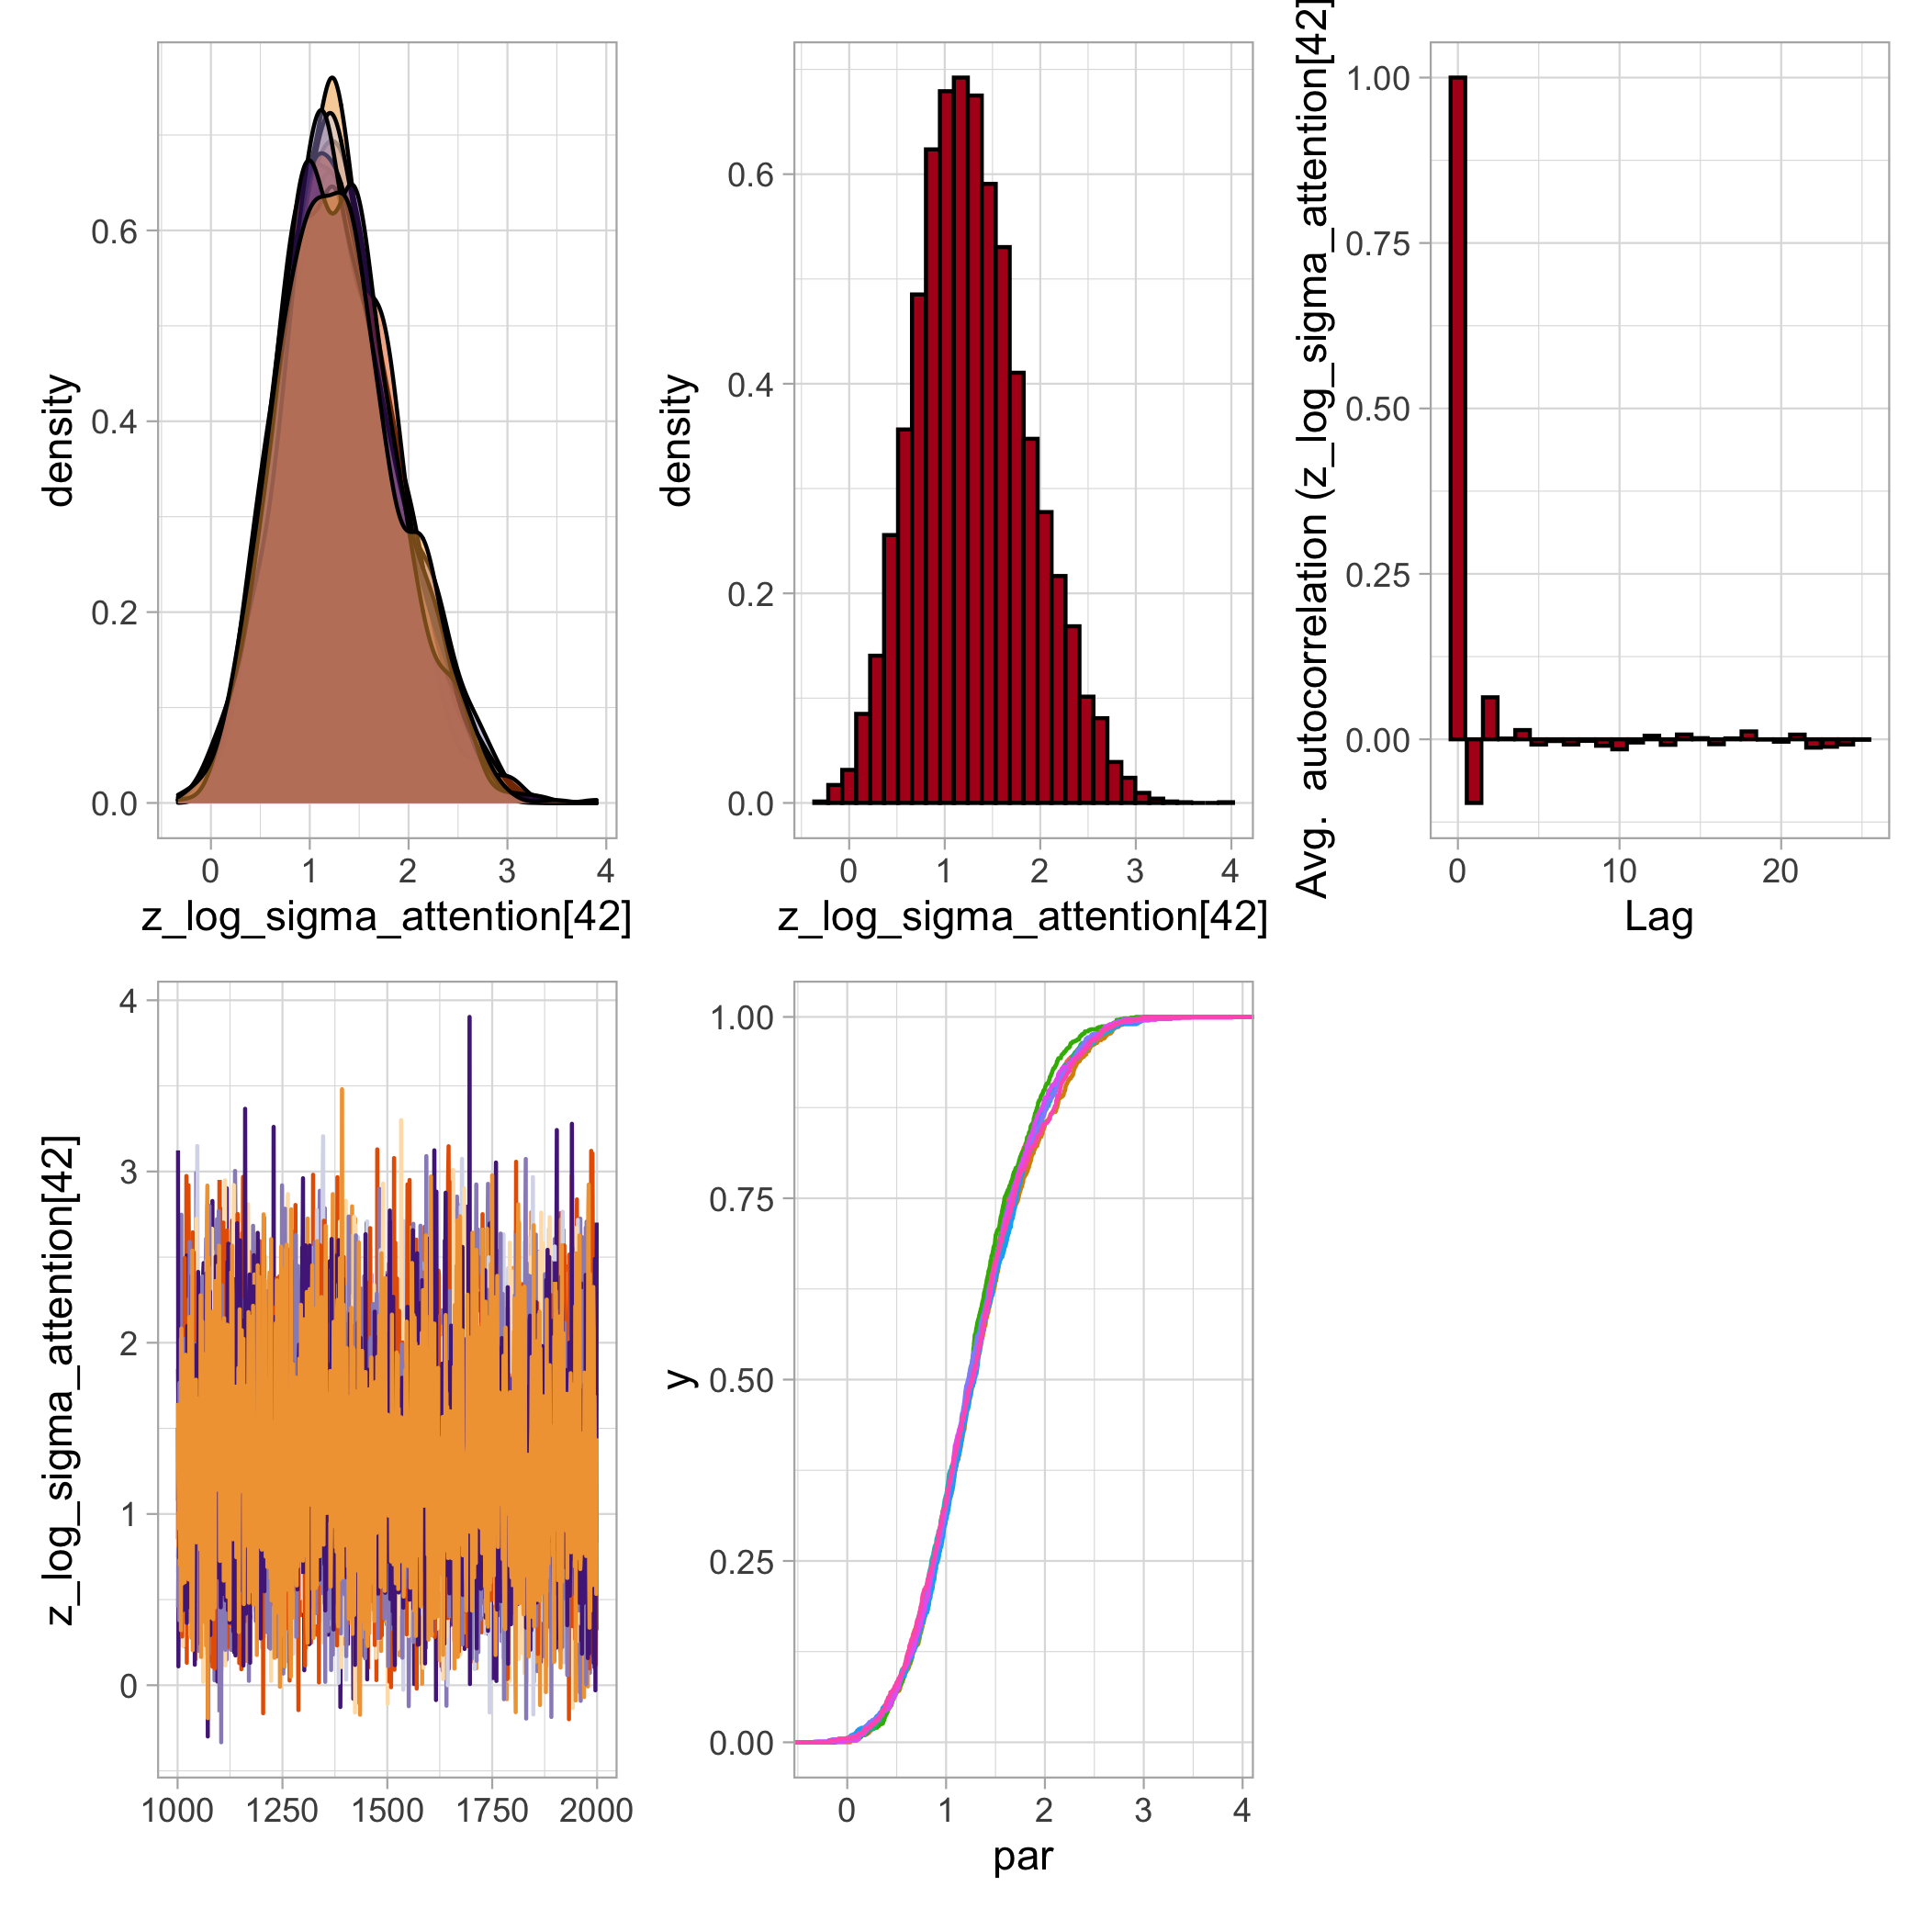 density
0.6
0.4
0.2
0.0
0 1 2 3 4
z_log_sigma_attention[42]
density
0.6
0.4
0.2
0.0
0 1 2 3 4
z_log_sigma_attention[42]
Avg. autocorrelation (z_log_sigma_attention[42]
1.00
0.75
0.50
0.25
0.00
0 10 20
Lag
z_log_sigma_attention[42]
4
3
2
1
0
1000 1250 1500 1750 2000
y
1.00
0.75
0.50
0.25
0.00
0 1 2 3 4
par